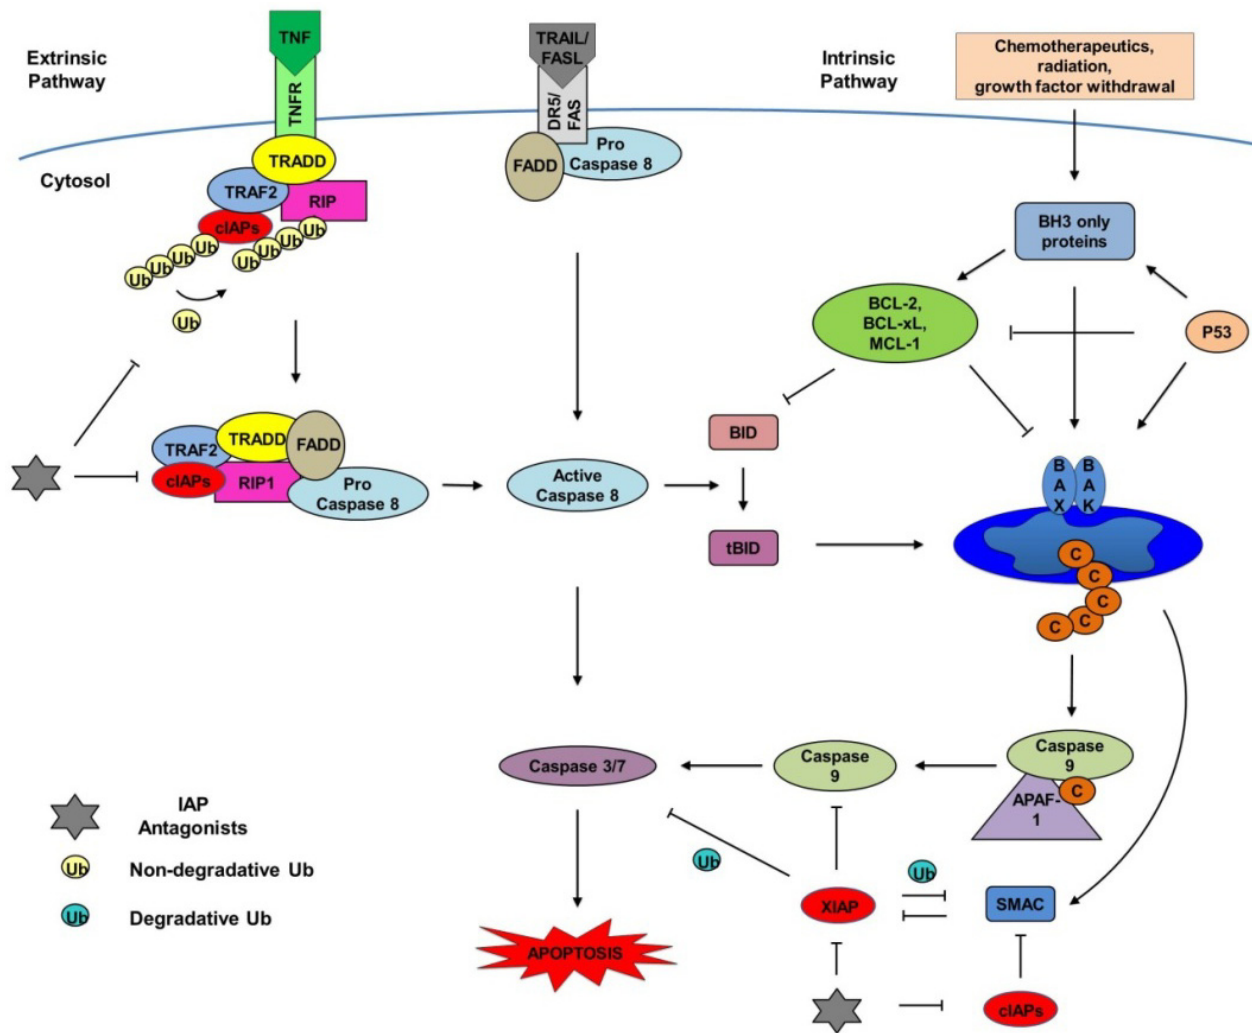 Extrinsic
Pathway
TNF
TNFR
TRADD
TRAF2
RIP
cIAPs
Ub
Ub
Ub
Ub
Ub
Ub
Ub
Ub
Ub
Cytosol
TRAIL/
FASL
DR5/
FAS
FADD
Pro
Caspase 8
Intrinsic
Pathway
Chemotherapeutics,
radiation,
growth factor withdrawal
BH3 only
proteins
BCL-2,
BCL-xL,
MCL-1
P53
TRAF2
TRADD
FADD
cIAPs
RIP1
Pro
Caspase 8
Active
Caspase 8
BID
tBID
BAX
BAK
C
C
C
C
C
Caspase
9
C
APAF-
1
Caspase
9
Caspase 3/7
Ub
XIAP
Ub
SMAC
cIAPs
APOPTOSIS
IAP
Antagonists
Ub
Non-degradative Ub
Ub
Degradative Ub